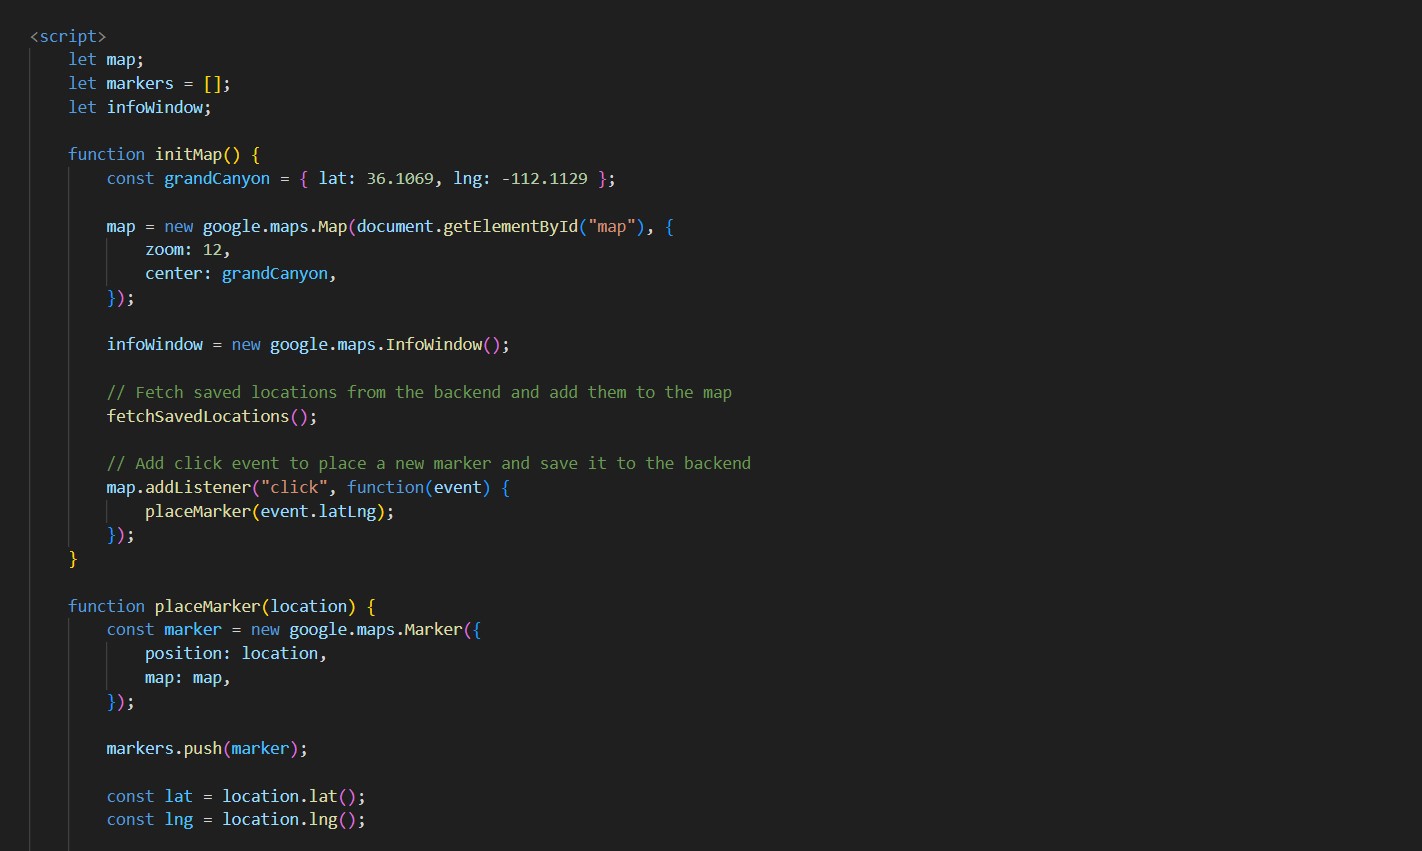 <script>
    let map;
    let markers = [];
    let infoWindow;

    function initMap() {
        const grandCanyon = { lat: 36.1069, lng: -112.1129 };

        map = new google.maps.Map(document.getElementById("map"), {
            zoom: 12,
            center: grandCanyon,
        });

        infoWindow = new google.maps.InfoWindow();

        // Fetch saved locations from the backend and add them to the map
        fetchSavedLocations();

        // Add click event to place a new marker and save it to the backend
        map.addListener("click", function(event) {
            placeMarker(event.latLng);
        });
    }

    function placeMarker(location) {
        const marker = new google.maps.Marker({
            position: location,
            map: map,
        });

        markers.push(marker);

        const lat = location.lat();
        const lng = location.lng();